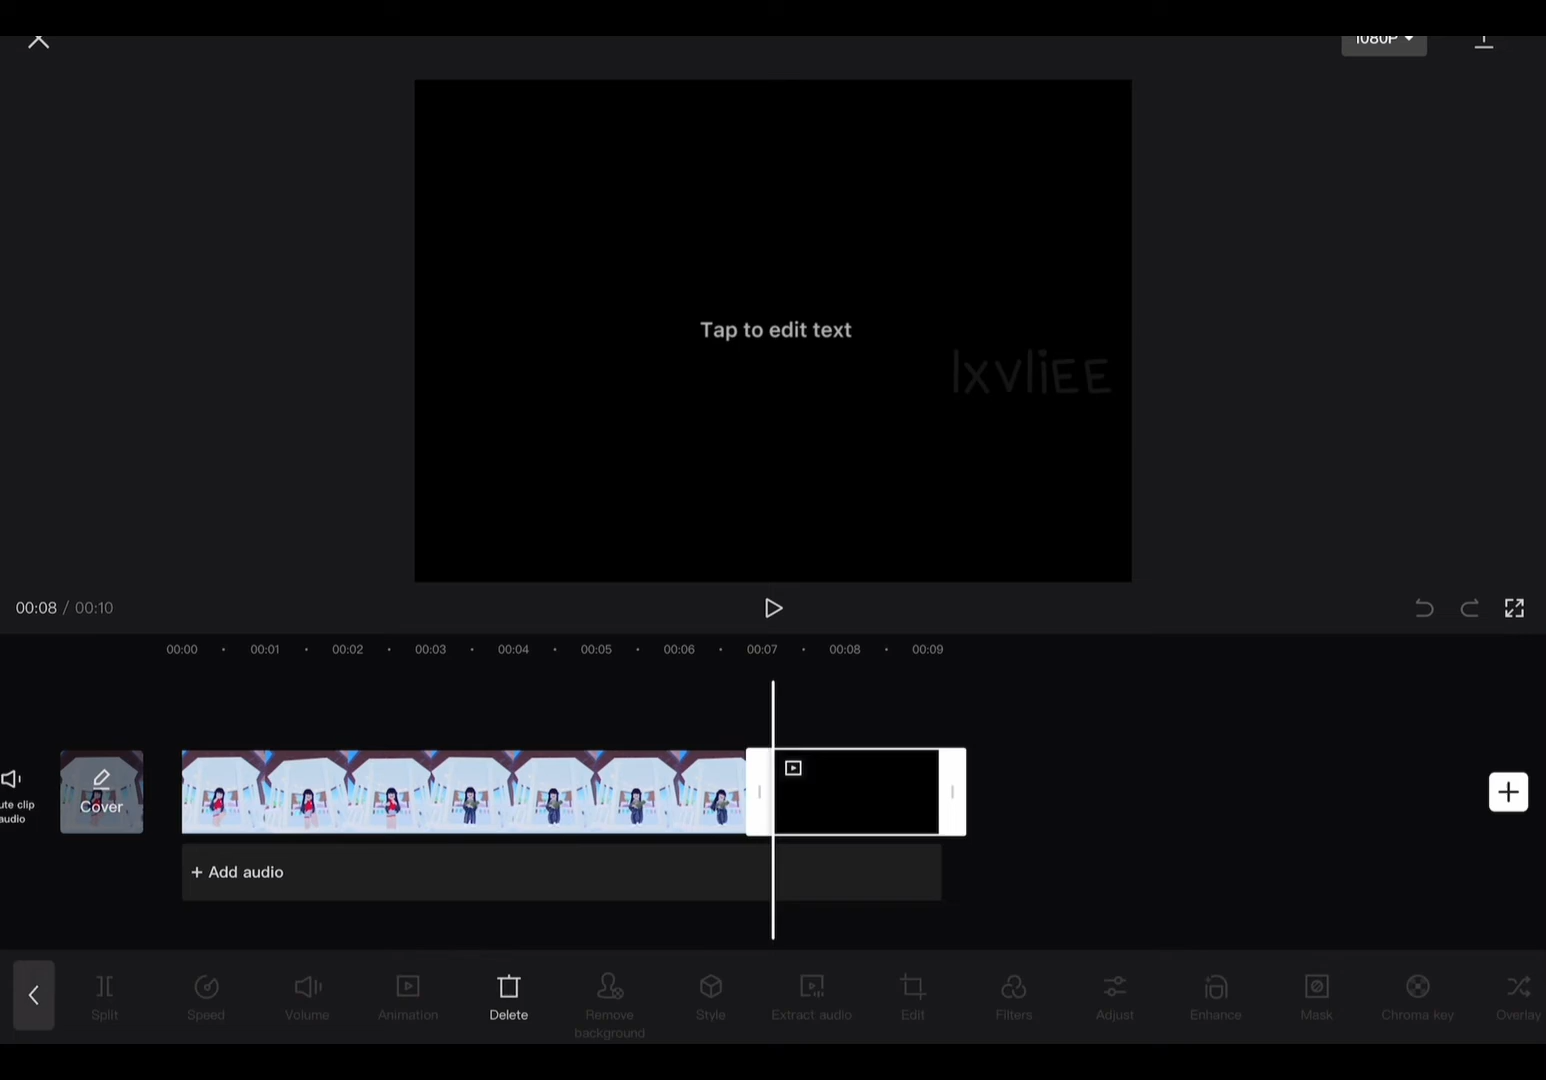 1080P
Tap to edit text
lxvliEE
00:08 / 00:10
00:00 00:01 00:02 00:03 00:04 00:05 00:06 00:07 00:08 00:09
ute clip
audio
Cover
+ Add audio
Split Speed Volume Animation Delete Remove background Style Extract audio Edit Filters Adjust Enhance Mask Chroma key Overlay